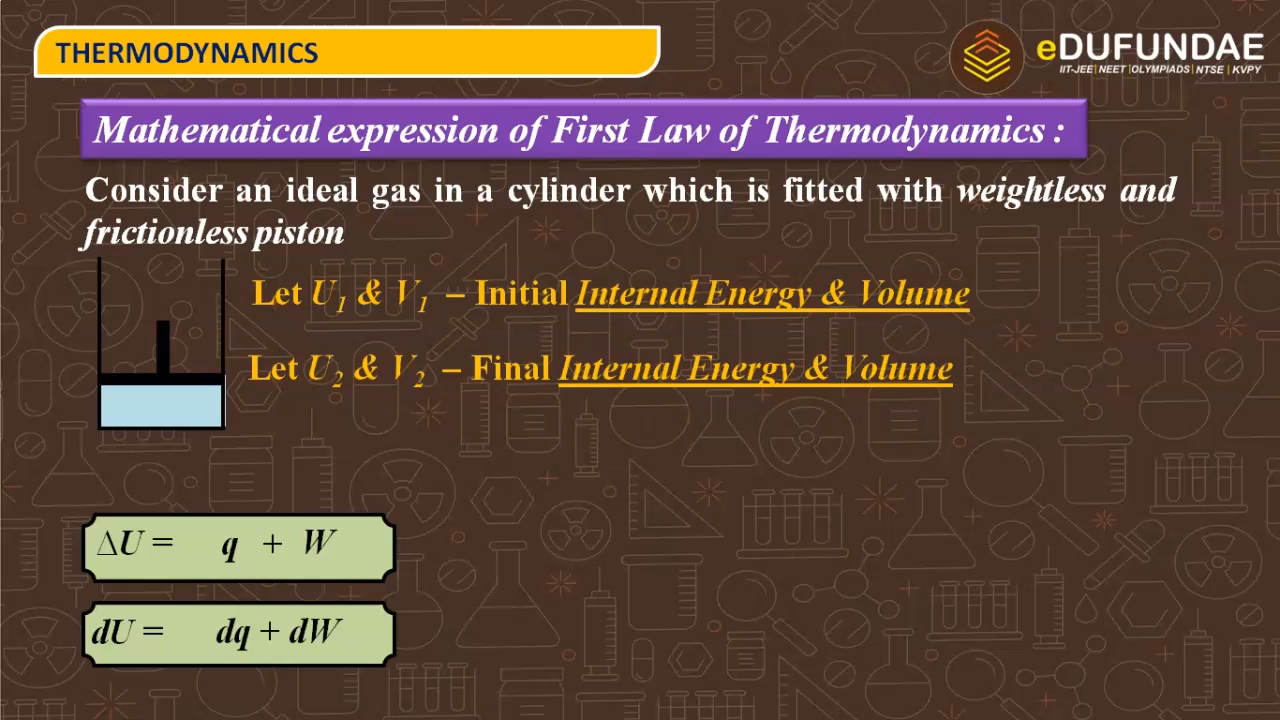 THERMODYNAMICS
eDUFUNDAE
IIT-JEE| NEET |OLYMPIADS| NTSE | KVPY
Mathematical expression of First Law of Thermodynamics :
Consider an ideal gas in a cylinder which is fitted with weightless and
frictionless piston
Let U₁ & V₁ – Initial Internal Energy & Volume
Let U₂ & V₂ – Final Internal Energy & Volume
ΔU = q + W
dU = dq + dW